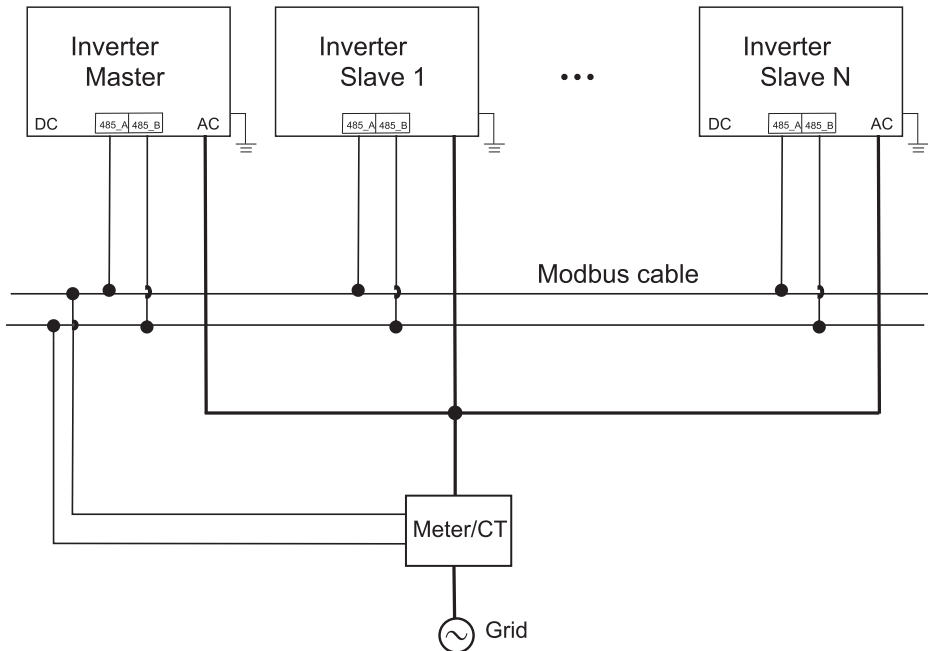 Inverter
Master
DC
485_A
485_B
AC
Inverter
Slave 1
485_A
485_B
...
Inverter
Slave N
DC
485_A
485_B
AC
Modbus cable
Meter/CT
Grid